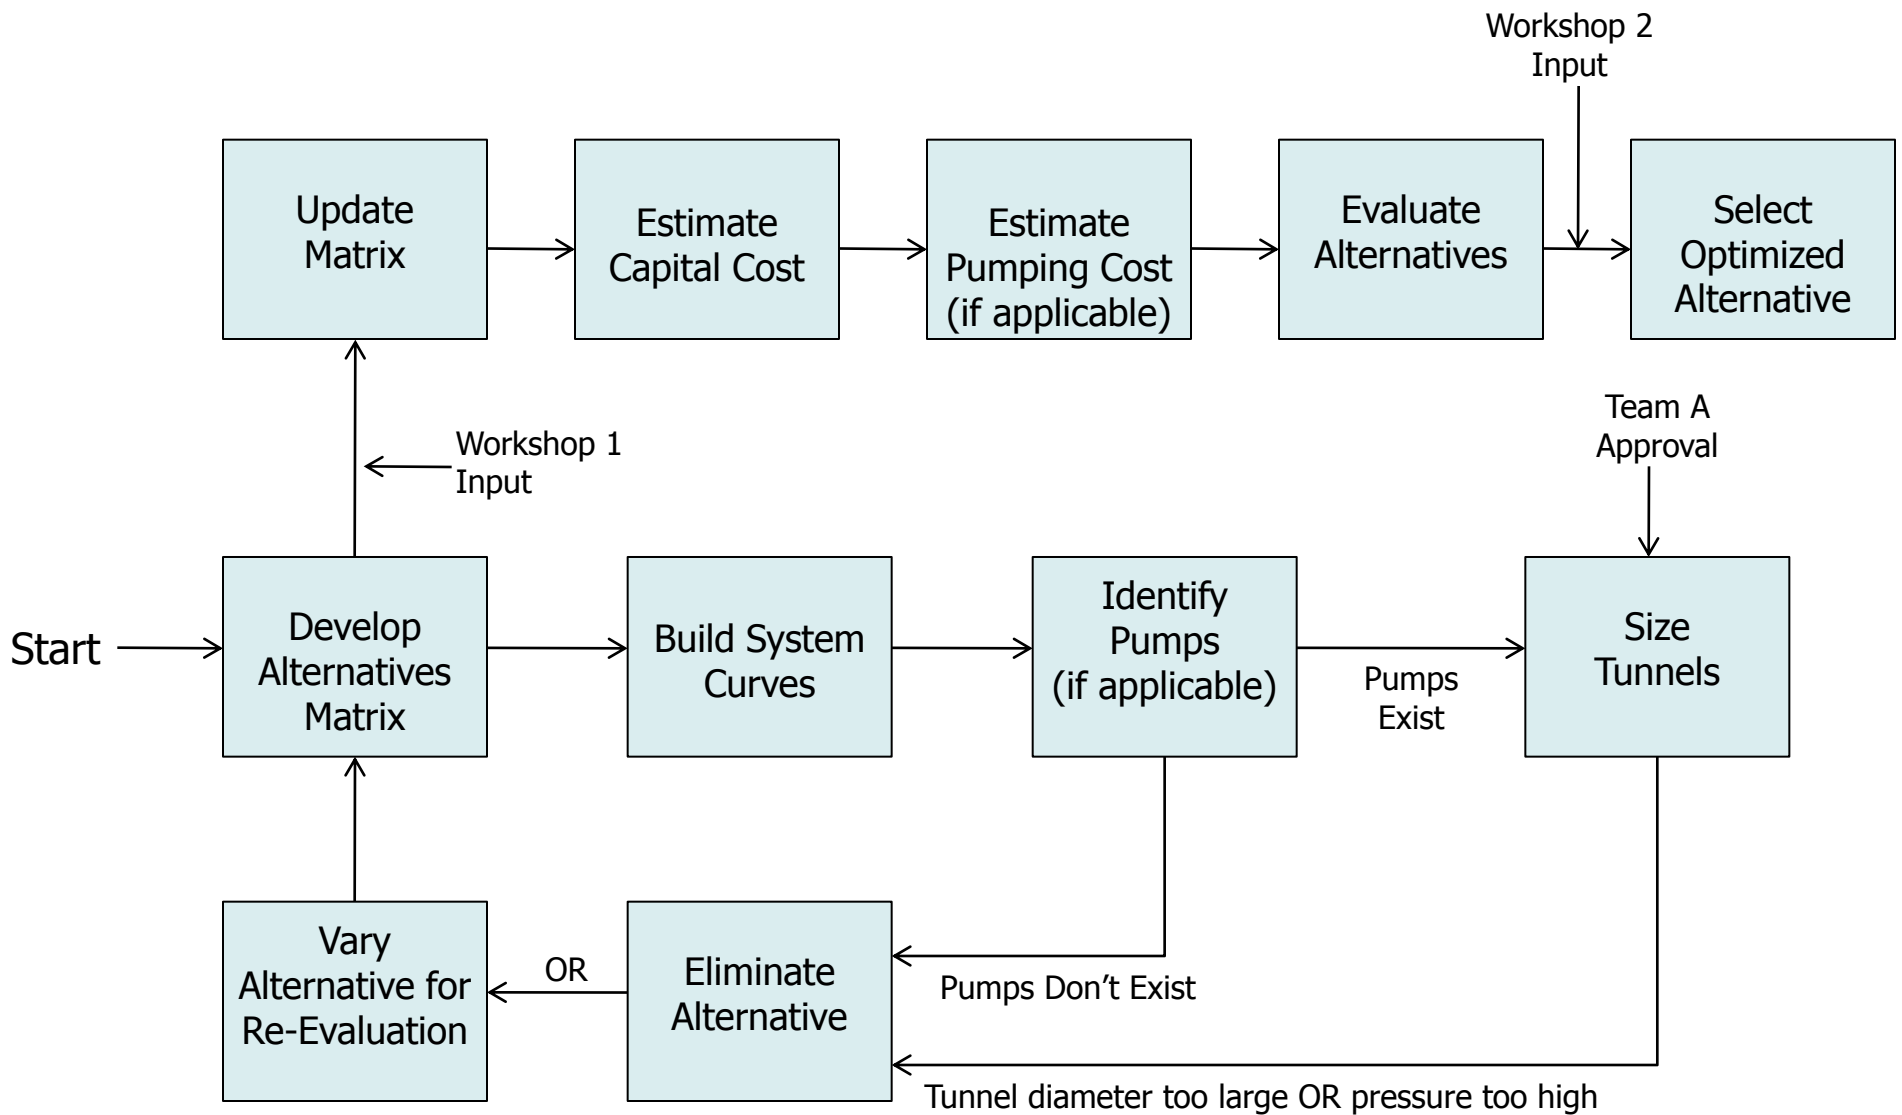 Workshop 2
Input
Update
Matrix
Estimate
Capital Cost
Estimate
Pumping Cost
(if applicable)
Evaluate
Alternatives
Select
Optimized
Alternative
Workshop 1
Input
Team A
Approval
Start
Develop
Alternatives
Matrix
Build System
Curves
Identify
Pumps
(if applicable)
Pumps
Exist
Size
Tunnels
Vary
Alternative for
Re-Evaluation
OR
Eliminate
Alternative
Pumps Don’t Exist
Tunnel diameter too large OR pressure too high